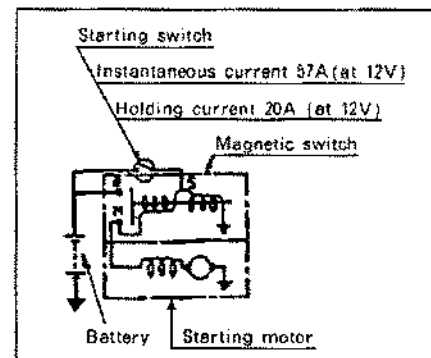 Starting switch
Instantaneous current 57A (at 12V)
Holding current 20A (at 12V)
Magnetic switch
B
S
M
Battery
Starting motor